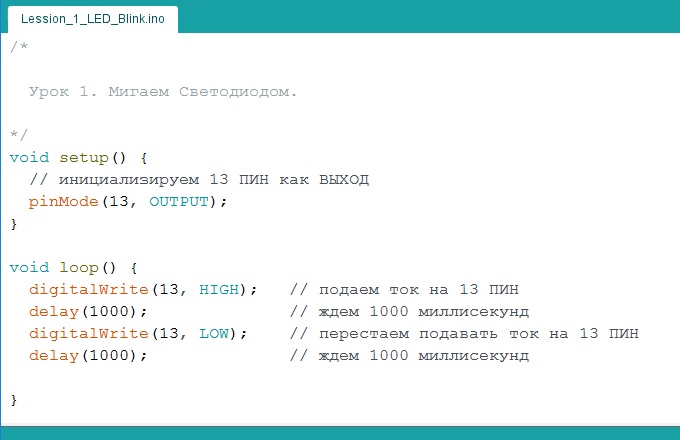 Lession_1_LED_Blink.ino
/*
Урок 1. Мигаем Светодиодом.
*/
void setup() {
// инициализируем 13 ПИН как ВЫХОД
pinMode(13, OUTPUT);
}
void loop() {
digitalWrite(13, HIGH); // подаем ток на 13 ПИН
delay(1000); // ждем 1000 миллисекунд
digitalWrite(13, LOW); // перестаем подавать ток на 13 ПИН
delay(1000); // ждем 1000 миллисекунд
}